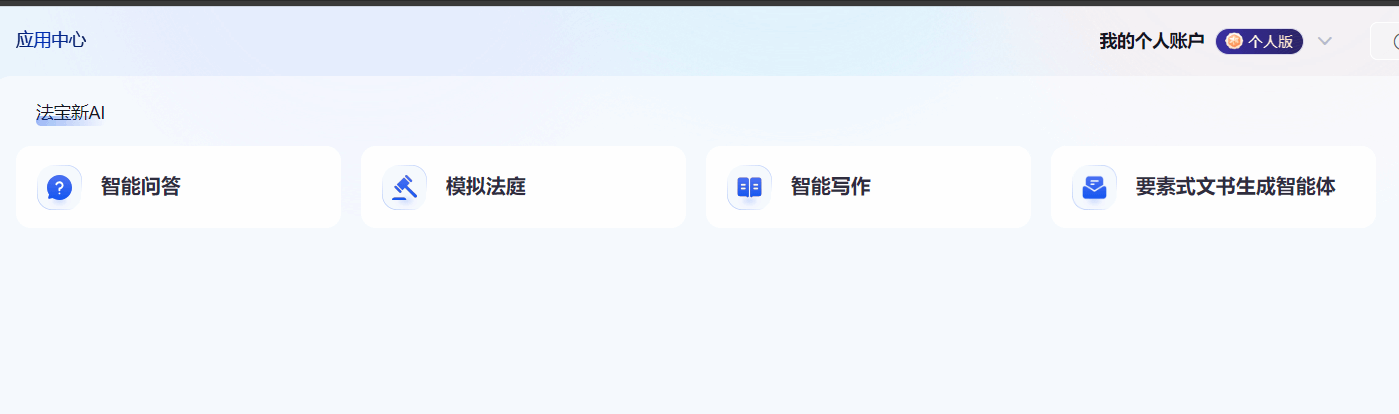 应用中心
我的个人账户 个人版
法宝新AI
智能问答
模拟法庭
智能写作
要素式文书生成智能体